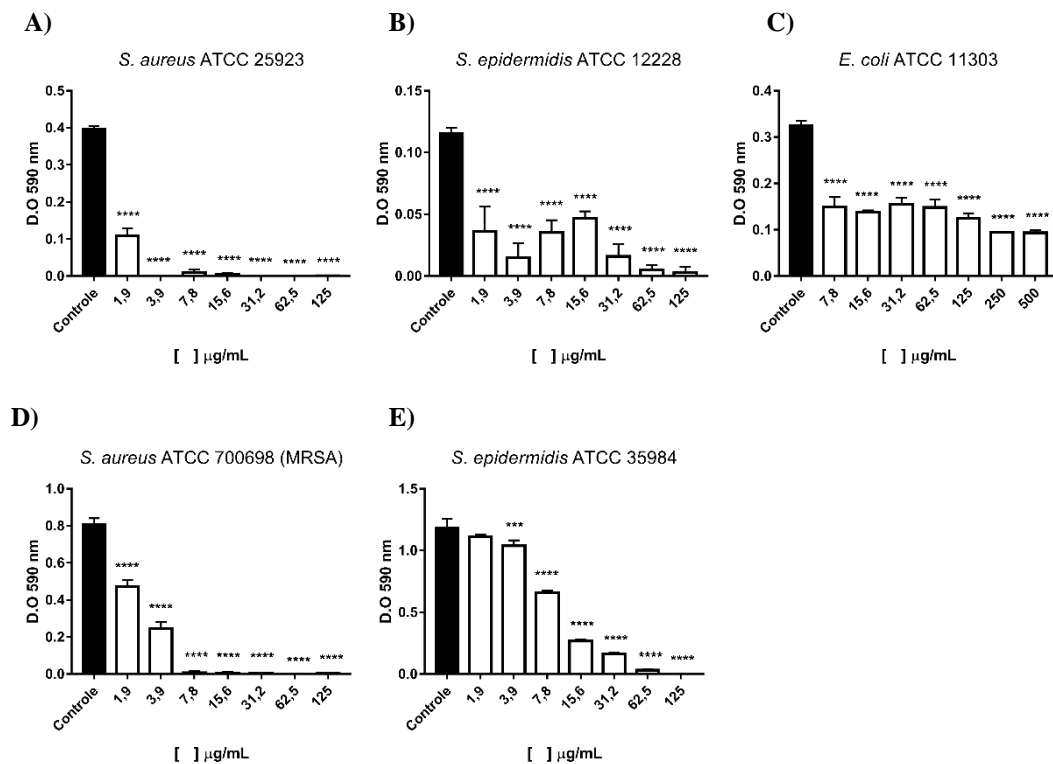 A)
S. aureus ATCC 25923
D.O 590 nm
0.4
0.3
0.2
0.1
0.0
**** **** **** **** **** **** ****
Controle 1,9 3,9 7,8 15,6 31,2 62,5 125
[ ] μg/mL
B)
S. epidermidis ATCC 12228
D.O 590 nm
0.15
0.10
0.05
0.00
**** **** **** **** **** **** ****
Controle 1,9 3,9 7,8 15,6 31,2 62,5 125
[ ] μg/mL
C)
E. coli ATCC 11303
D.O 590 nm
0.4
0.3
0.2
0.1
0.0
**** **** **** **** **** **** ****
Controle 7,8 15,6 31,2 62,5 125 250 500
[ ] μg/mL
D)
S. aureus ATCC 700698 (MRSA)
D.O 590 nm
1.0
0.8
0.6
0.4
0.2
0.0
**** **** **** **** **** **** ****
Controle 1,9 3,9 7,8 15,6 31,2 62,5 125
[ ] μg/mL
E)
S. epidermidis ATCC 35984
D.O 590 nm
1.5
1.0
0.5
0.0
*** **** **** **** **** ****
Controle 1,9 3,9 7,8 15,6 31,2 62,5 125
[ ] μg/mL